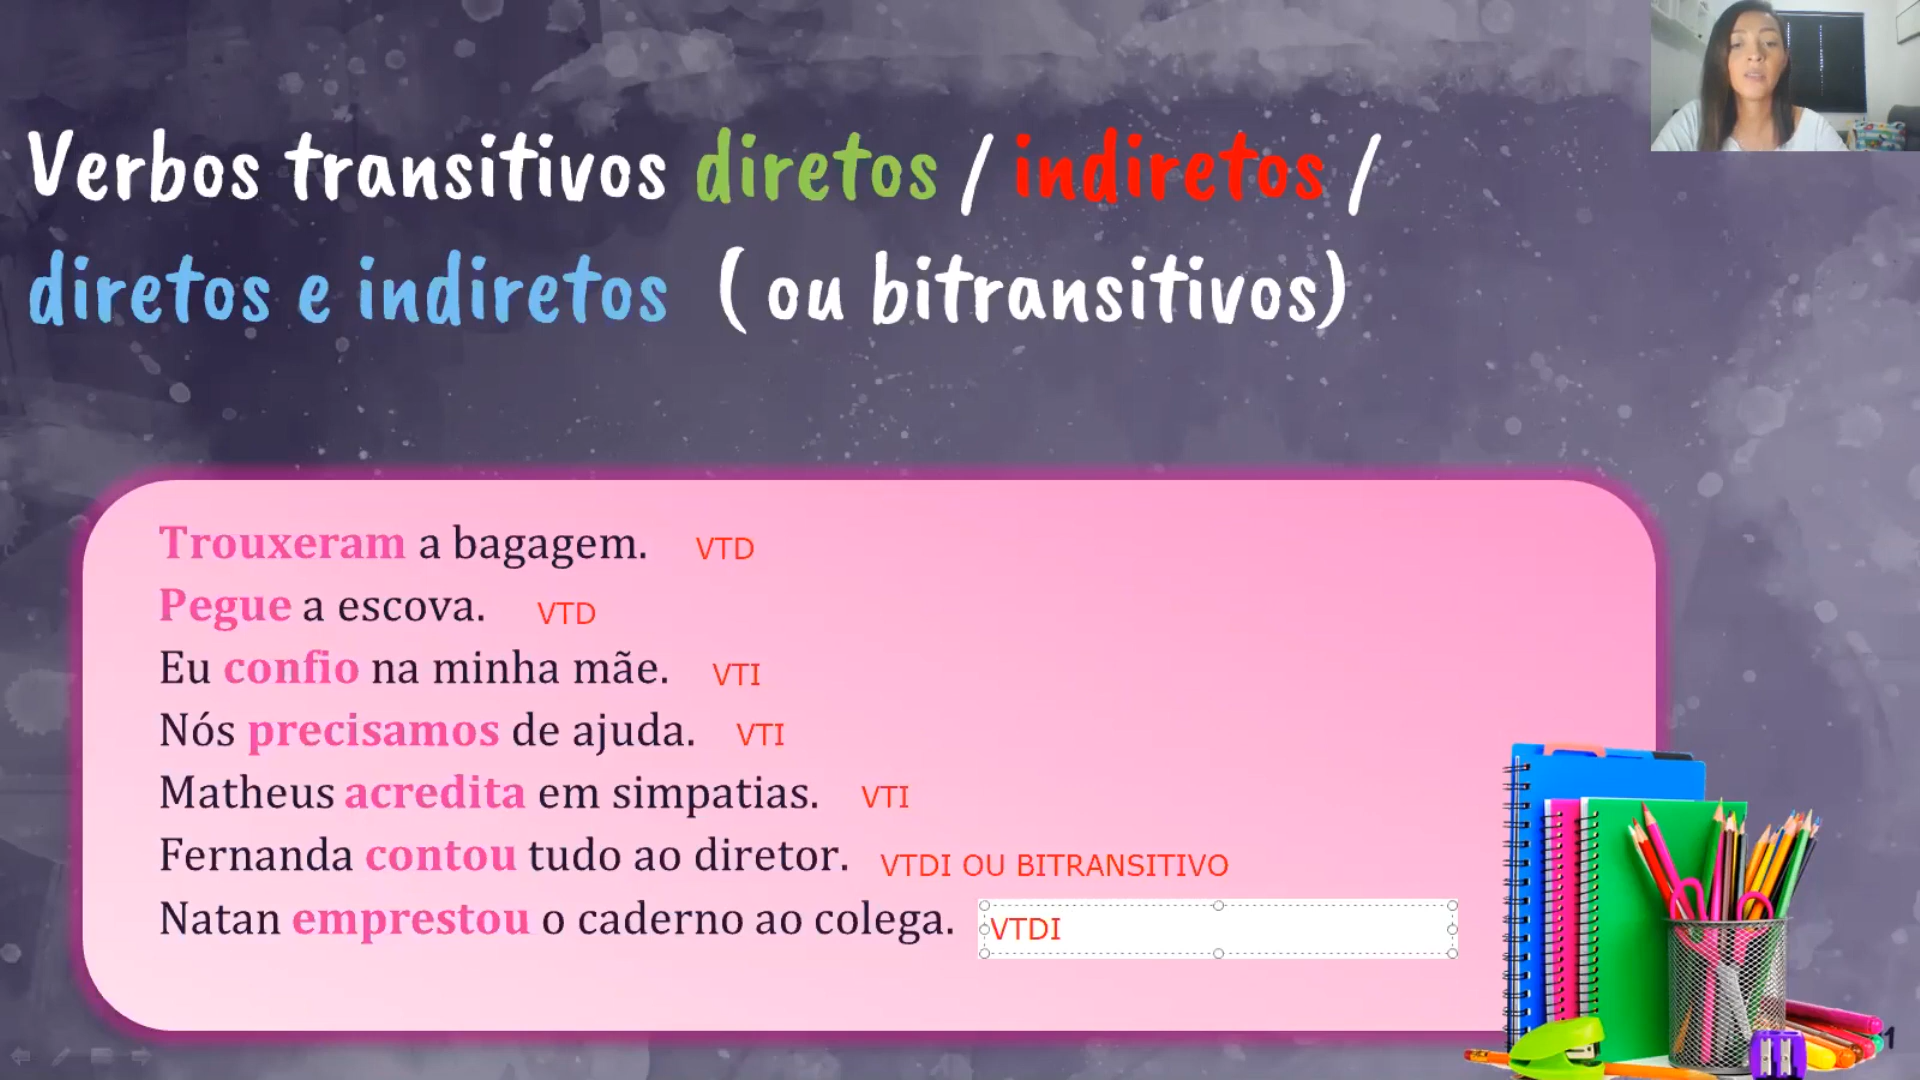 Verbos transitivos diretos / indiretos /
diretos e indiretos ( ou bitransitivos)
Trouxeram a bagagem. VTD
Pegue a escova. VTD
Eu confio na minha mãe. VTI
Nós precisamos de ajuda. VTI
Matheus acredita em simpatias. VTI
Fernanda contou tudo ao diretor. VTDI OU BITRANSITIVO
Natan emprestou o caderno ao colega. VTDI